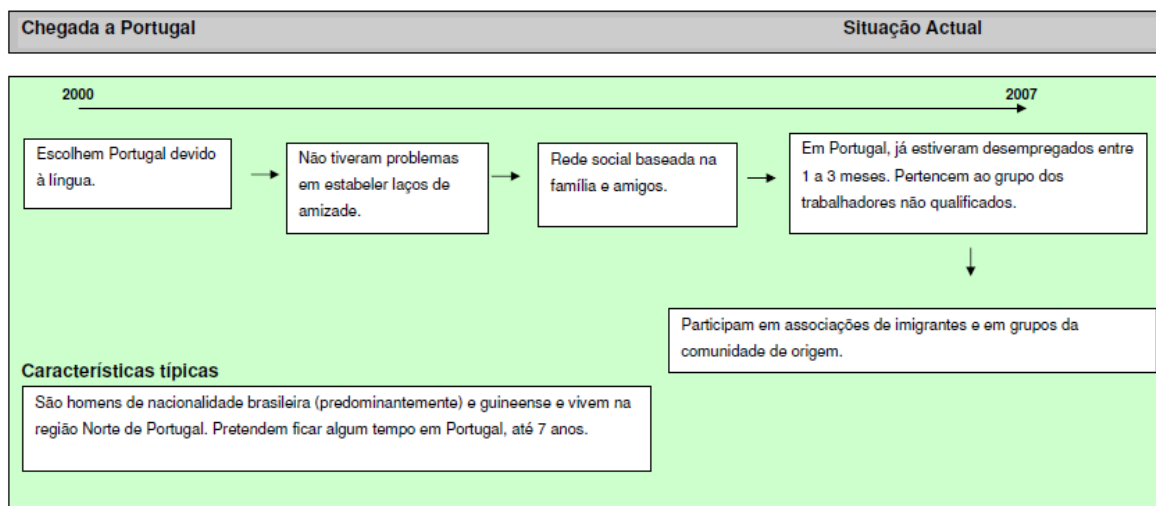 Chegada a Portugal
Situação Actual
2000
2007
Escolhem Portugal devido
à língua.
Não tiveram problemas
em estabeler laços de
amizade.
Rede social baseada na
família e amigos.
Em Portugal, já estiveram desempregados entre
1 a 3 meses. Pertencem ao grupo dos
trabalhadores não qualificados.
Participam em associações de imigrantes e em grupos da
comunidade de origem.
Características típicas
São homens de nacionalidade brasileira (predominantemente) e guineense e vivem na
região Norte de Portugal. Pretendem ficar algum tempo em Portugal, até 7 anos.